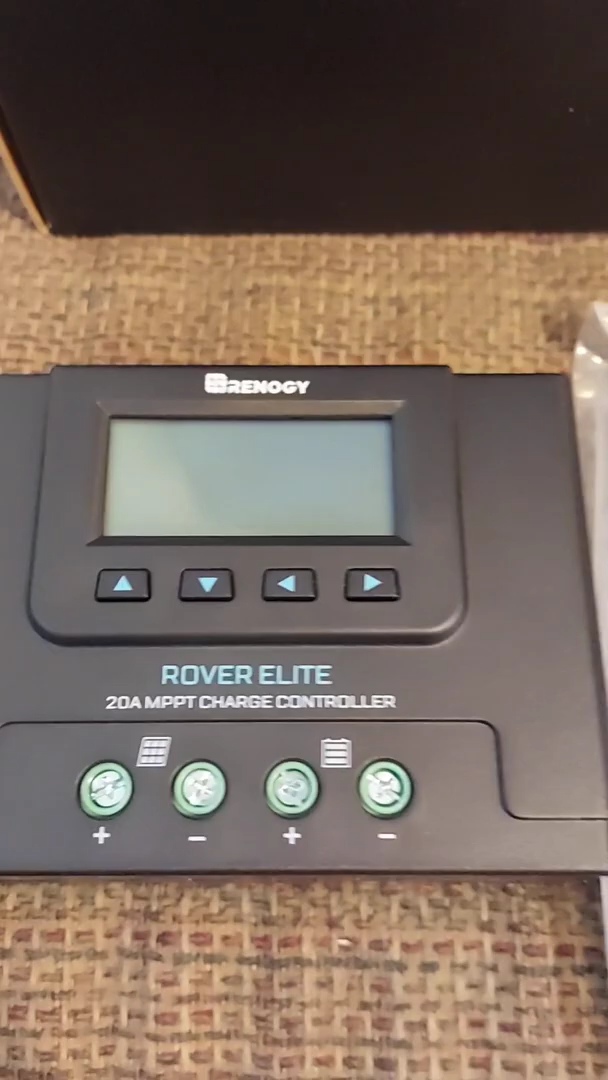 RENOGY
ROVER ELITE
20A MPPT CHARGE CONTROLLER
+ − + −